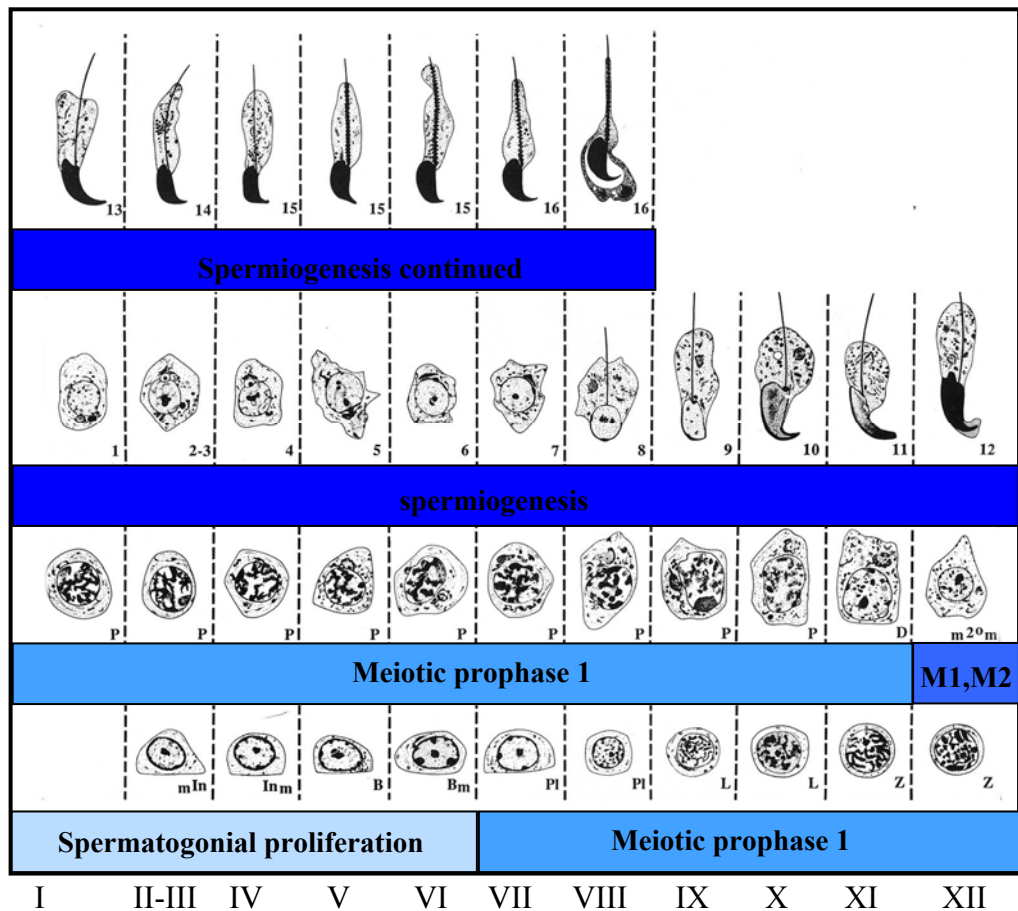 13 14 15 15 15 16 16
Spermiogenesis continued
1 2-3 4 5 6 7 8 9 10 11 12
spermiogenesis
P P P P P P P P P D m2°m
Meiotic prophase 1 M1,M2
mIn Inm B Bm Pl Pl L L Z Z
Spermatogonial proliferation Meiotic prophase 1
I II-III IV V VI VII VIII IX X XI XII